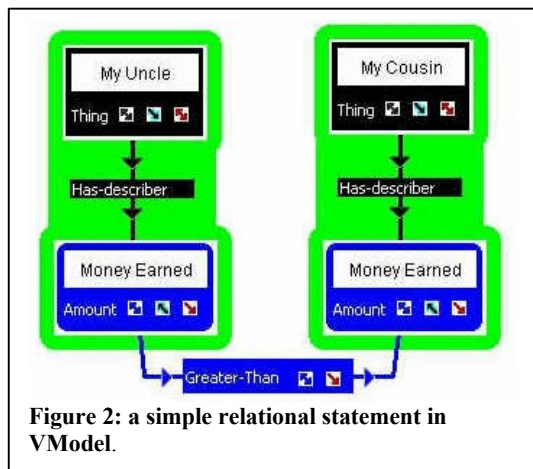 My Uncle
Thing
Has-describer
Money Earned
Amount
My Cousin
Thing
Has-describer
Money Earned
Amount
Greater-Than
Figure 2: a simple relational statement in
VModel.